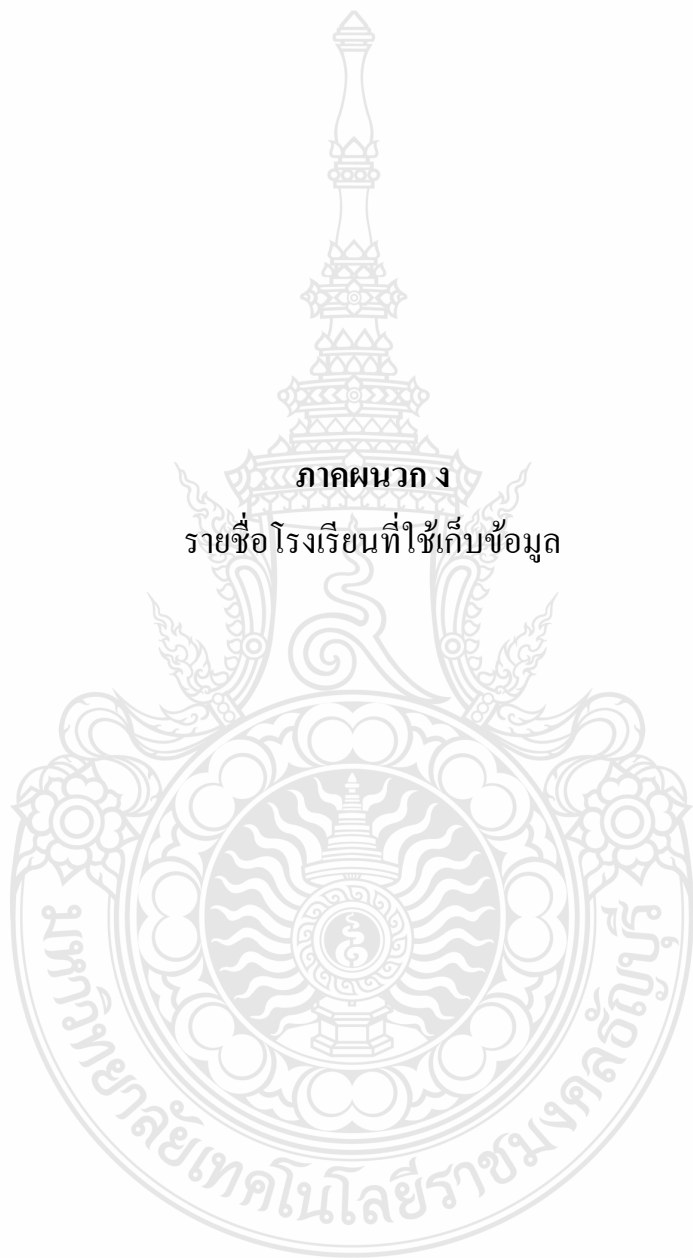 ภาคผนวก ง
รายชื่อโรงเรียนที่ใช้เก็บข้อมูล
มหาวิทยาลัยเทคโนโลยีราชมงคลธัญบุรี